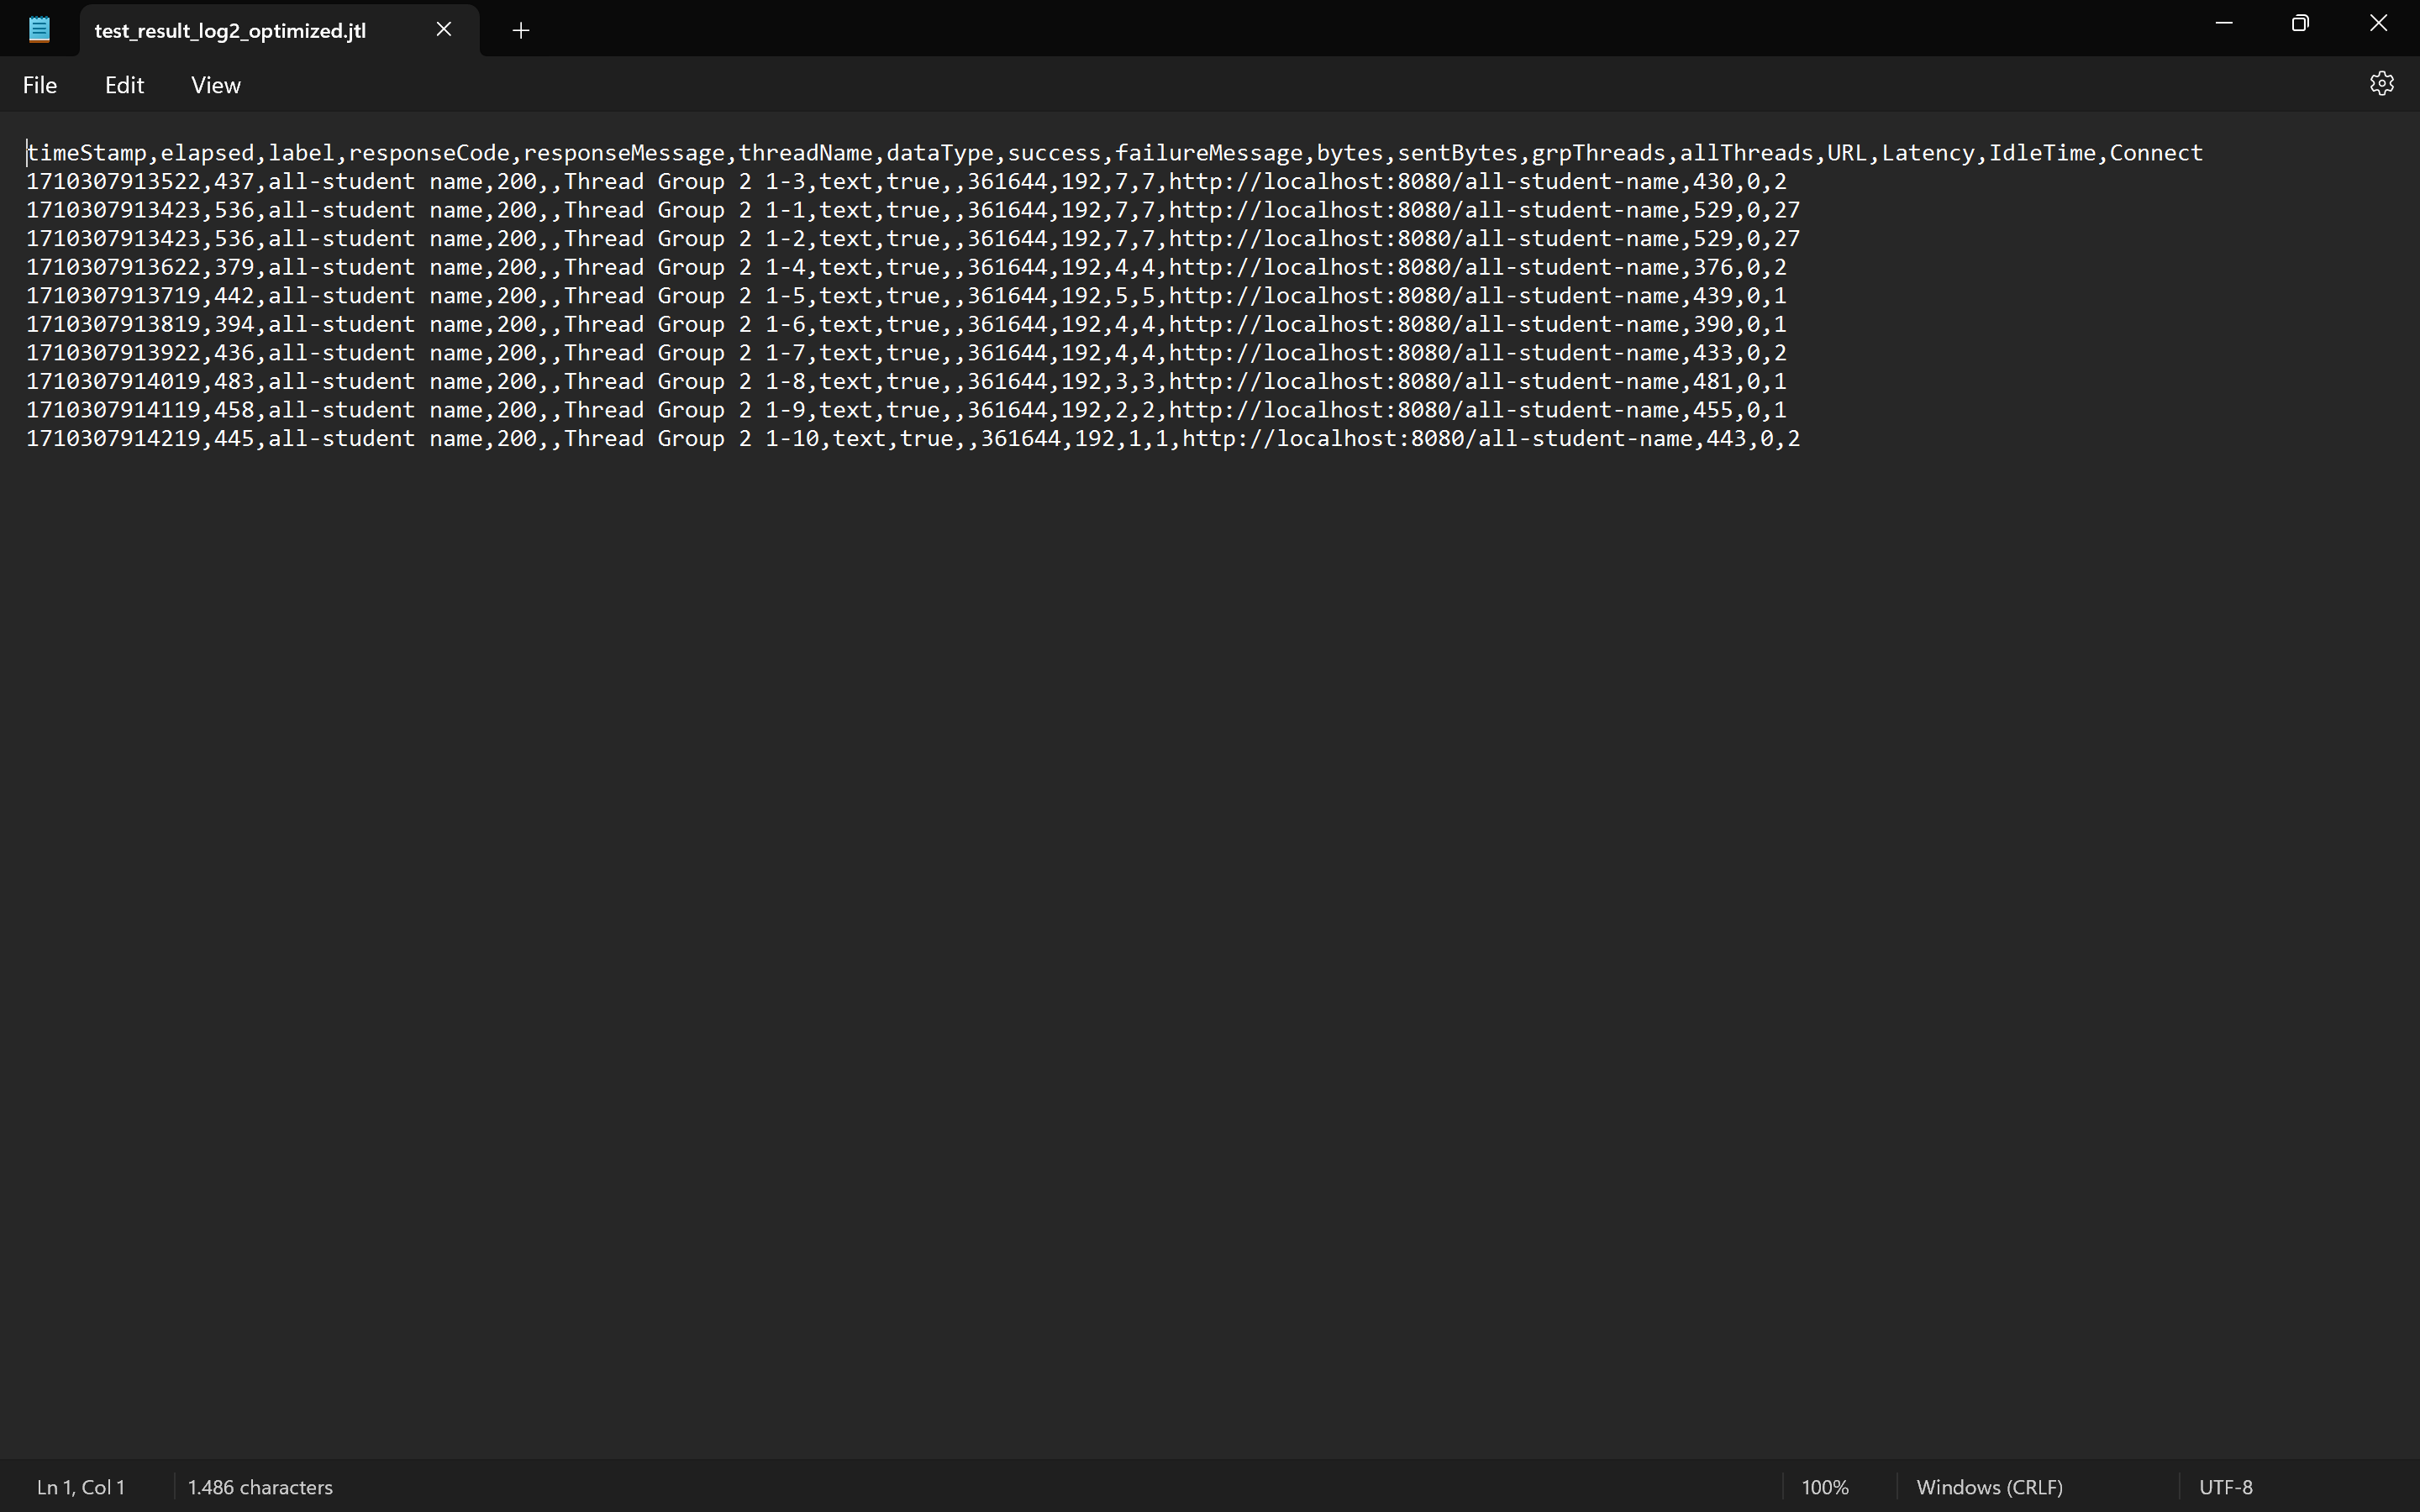 test_result_log2_optimized.jtl
File Edit View
timeStamp,elapsed,label,responseCode,responseMessage,threadName,dataType,success,failureMessage,bytes,sentBytes,grpThreads,allThreads,URL,Latency,IdleTime,Connect
1710307913522,437,all-student name,200,,Thread Group 2 1-3,text,true,,361644,192,7,7,http://localhost:8080/all-student-name,430,0,2
1710307913423,536,all-student name,200,,Thread Group 2 1-1,text,true,,361644,192,7,7,http://localhost:8080/all-student-name,529,0,27
1710307913423,536,all-student name,200,,Thread Group 2 1-2,text,true,,361644,192,7,7,http://localhost:8080/all-student-name,529,0,27
1710307913622,379,all-student name,200,,Thread Group 2 1-4,text,true,,361644,192,4,4,http://localhost:8080/all-student-name,376,0,2
1710307913719,442,all-student name,200,,Thread Group 2 1-5,text,true,,361644,192,5,5,http://localhost:8080/all-student-name,439,0,1
1710307913819,394,all-student name,200,,Thread Group 2 1-6,text,true,,361644,192,4,4,http://localhost:8080/all-student-name,390,0,1
1710307913922,436,all-student name,200,,Thread Group 2 1-7,text,true,,361644,192,4,4,http://localhost:8080/all-student-name,433,0,2
1710307914019,483,all-student name,200,,Thread Group 2 1-8,text,true,,361644,192,3,3,http://localhost:8080/all-student-name,481,0,1
1710307914119,458,all-student name,200,,Thread Group 2 1-9,text,true,,361644,192,2,2,http://localhost:8080/all-student-name,455,0,1
1710307914219,445,all-student name,200,,Thread Group 2 1-10,text,true,,361644,192,1,1,http://localhost:8080/all-student-name,443,0,2
Ln 1, Col 1 1.486 characters 100% Windows (CRLF) UTF-8